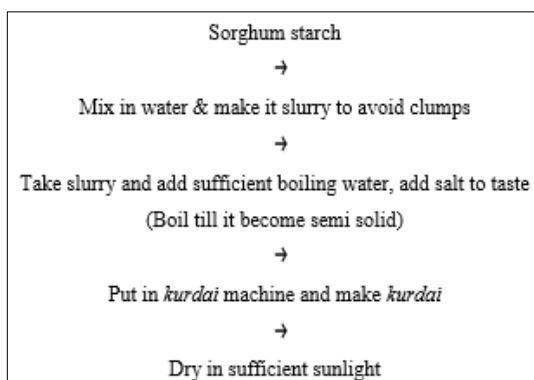 Sorghum starch
→
Mix in water & make it slurry to avoid clumps
→
Take slurry and add sufficient boiling water, add salt to taste
(Boil till it become semi solid)
→
Put in kurdai machine and make kurdai
→
Dry in sufficient sunlight